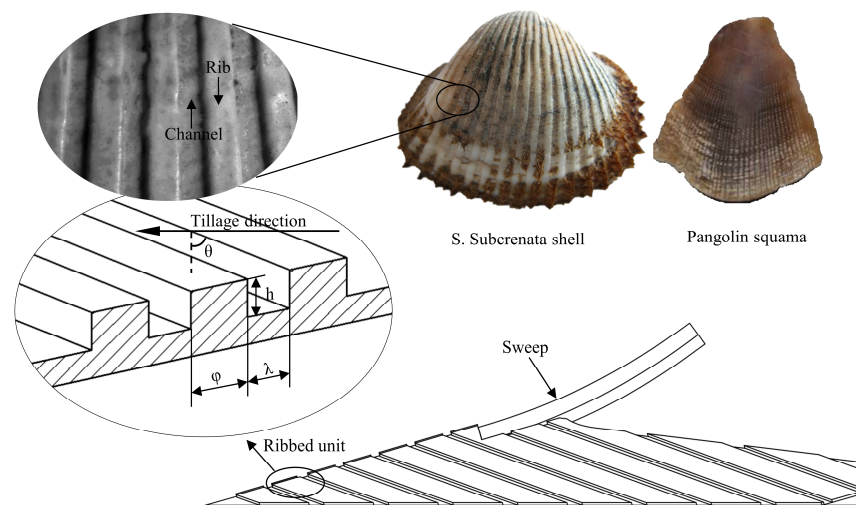 Rib
Channel
S. Subcrenata shell
Pangolin squama
Tillage direction
θ
h
φ
λ
Sweep
Ribbed unit